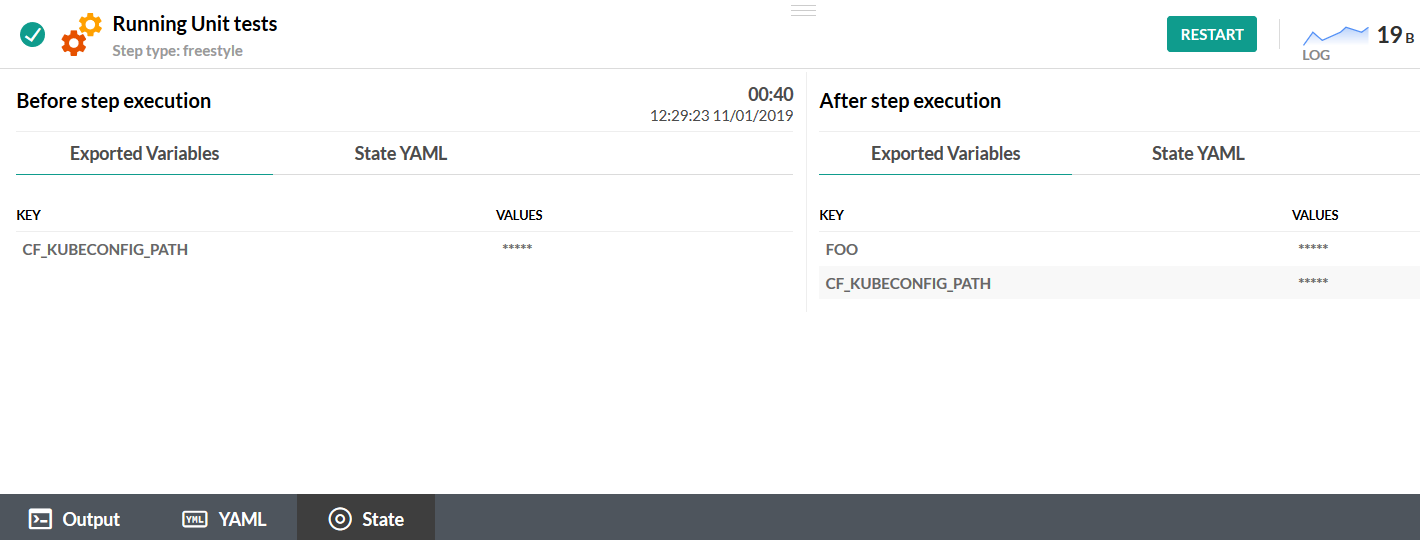 Running Unit tests
Step type: freestyle
RESTART
LOG
19 B
Before step execution
00:40
12:29:23 11/01/2019
Exported Variables State YAML
KEY VALUES
CF_KUBECONFIG_PATH *****
After step execution
Exported Variables State YAML
KEY VALUES
FOO *****
CF_KUBECONFIG_PATH *****
Output YML YAML State